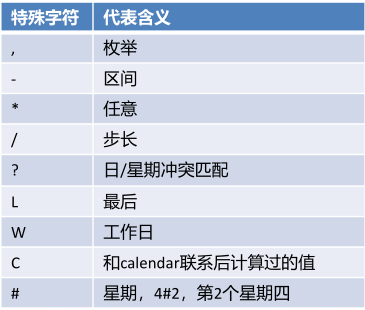 特殊字符 代表含义
, 枚举
- 区间
* 任意
/ 步长
? 日/星期冲突匹配
L 最后
W 工作日
C 和calendar联系后计算过的值
# 星期，4#2，第2个星期四